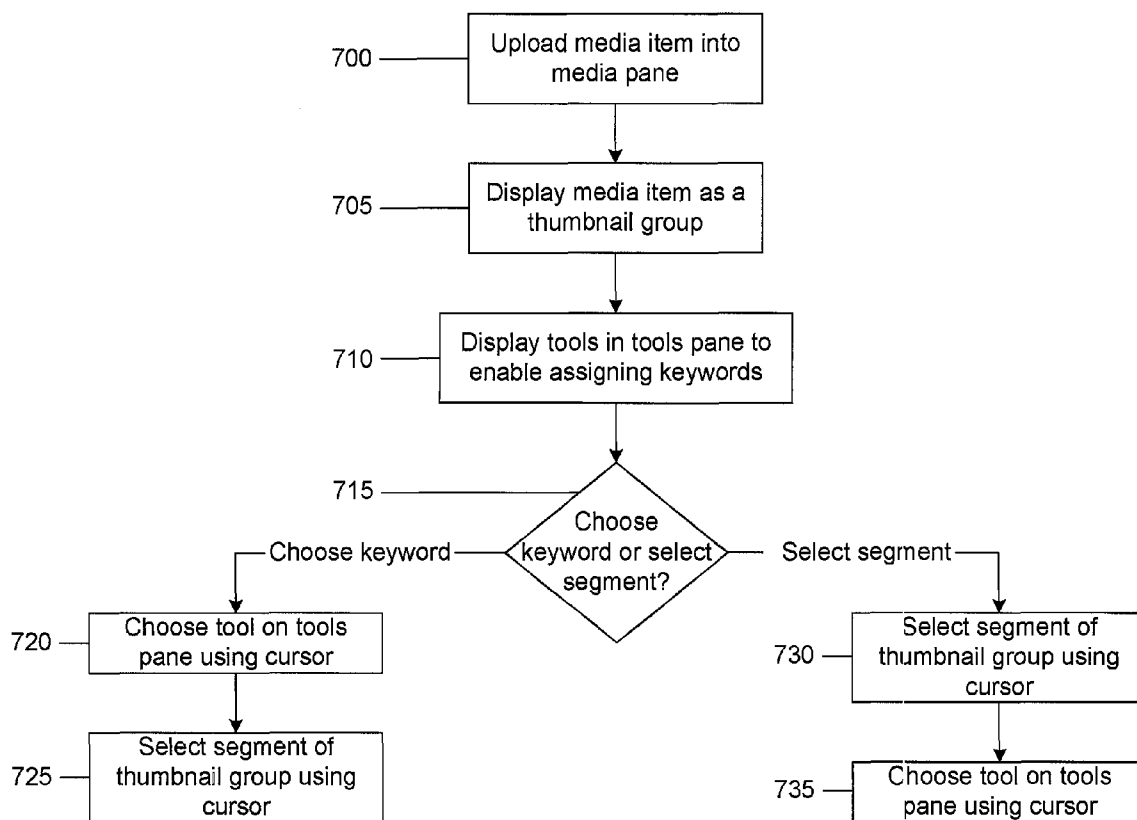 700
Upload media item into
media pane
705
Display media item as a
thumbnail group
710
Display tools in tools pane to
enable assigning keywords
715
Choose
keyword or select
segment?
Choose keyword
Select segment
720
Choose tool on tools
pane using cursor
725
Select segment of
thumbnail group using
cursor
730
Select segment of
thumbnail group using
cursor
735
Choose tool on tools
pane using cursor